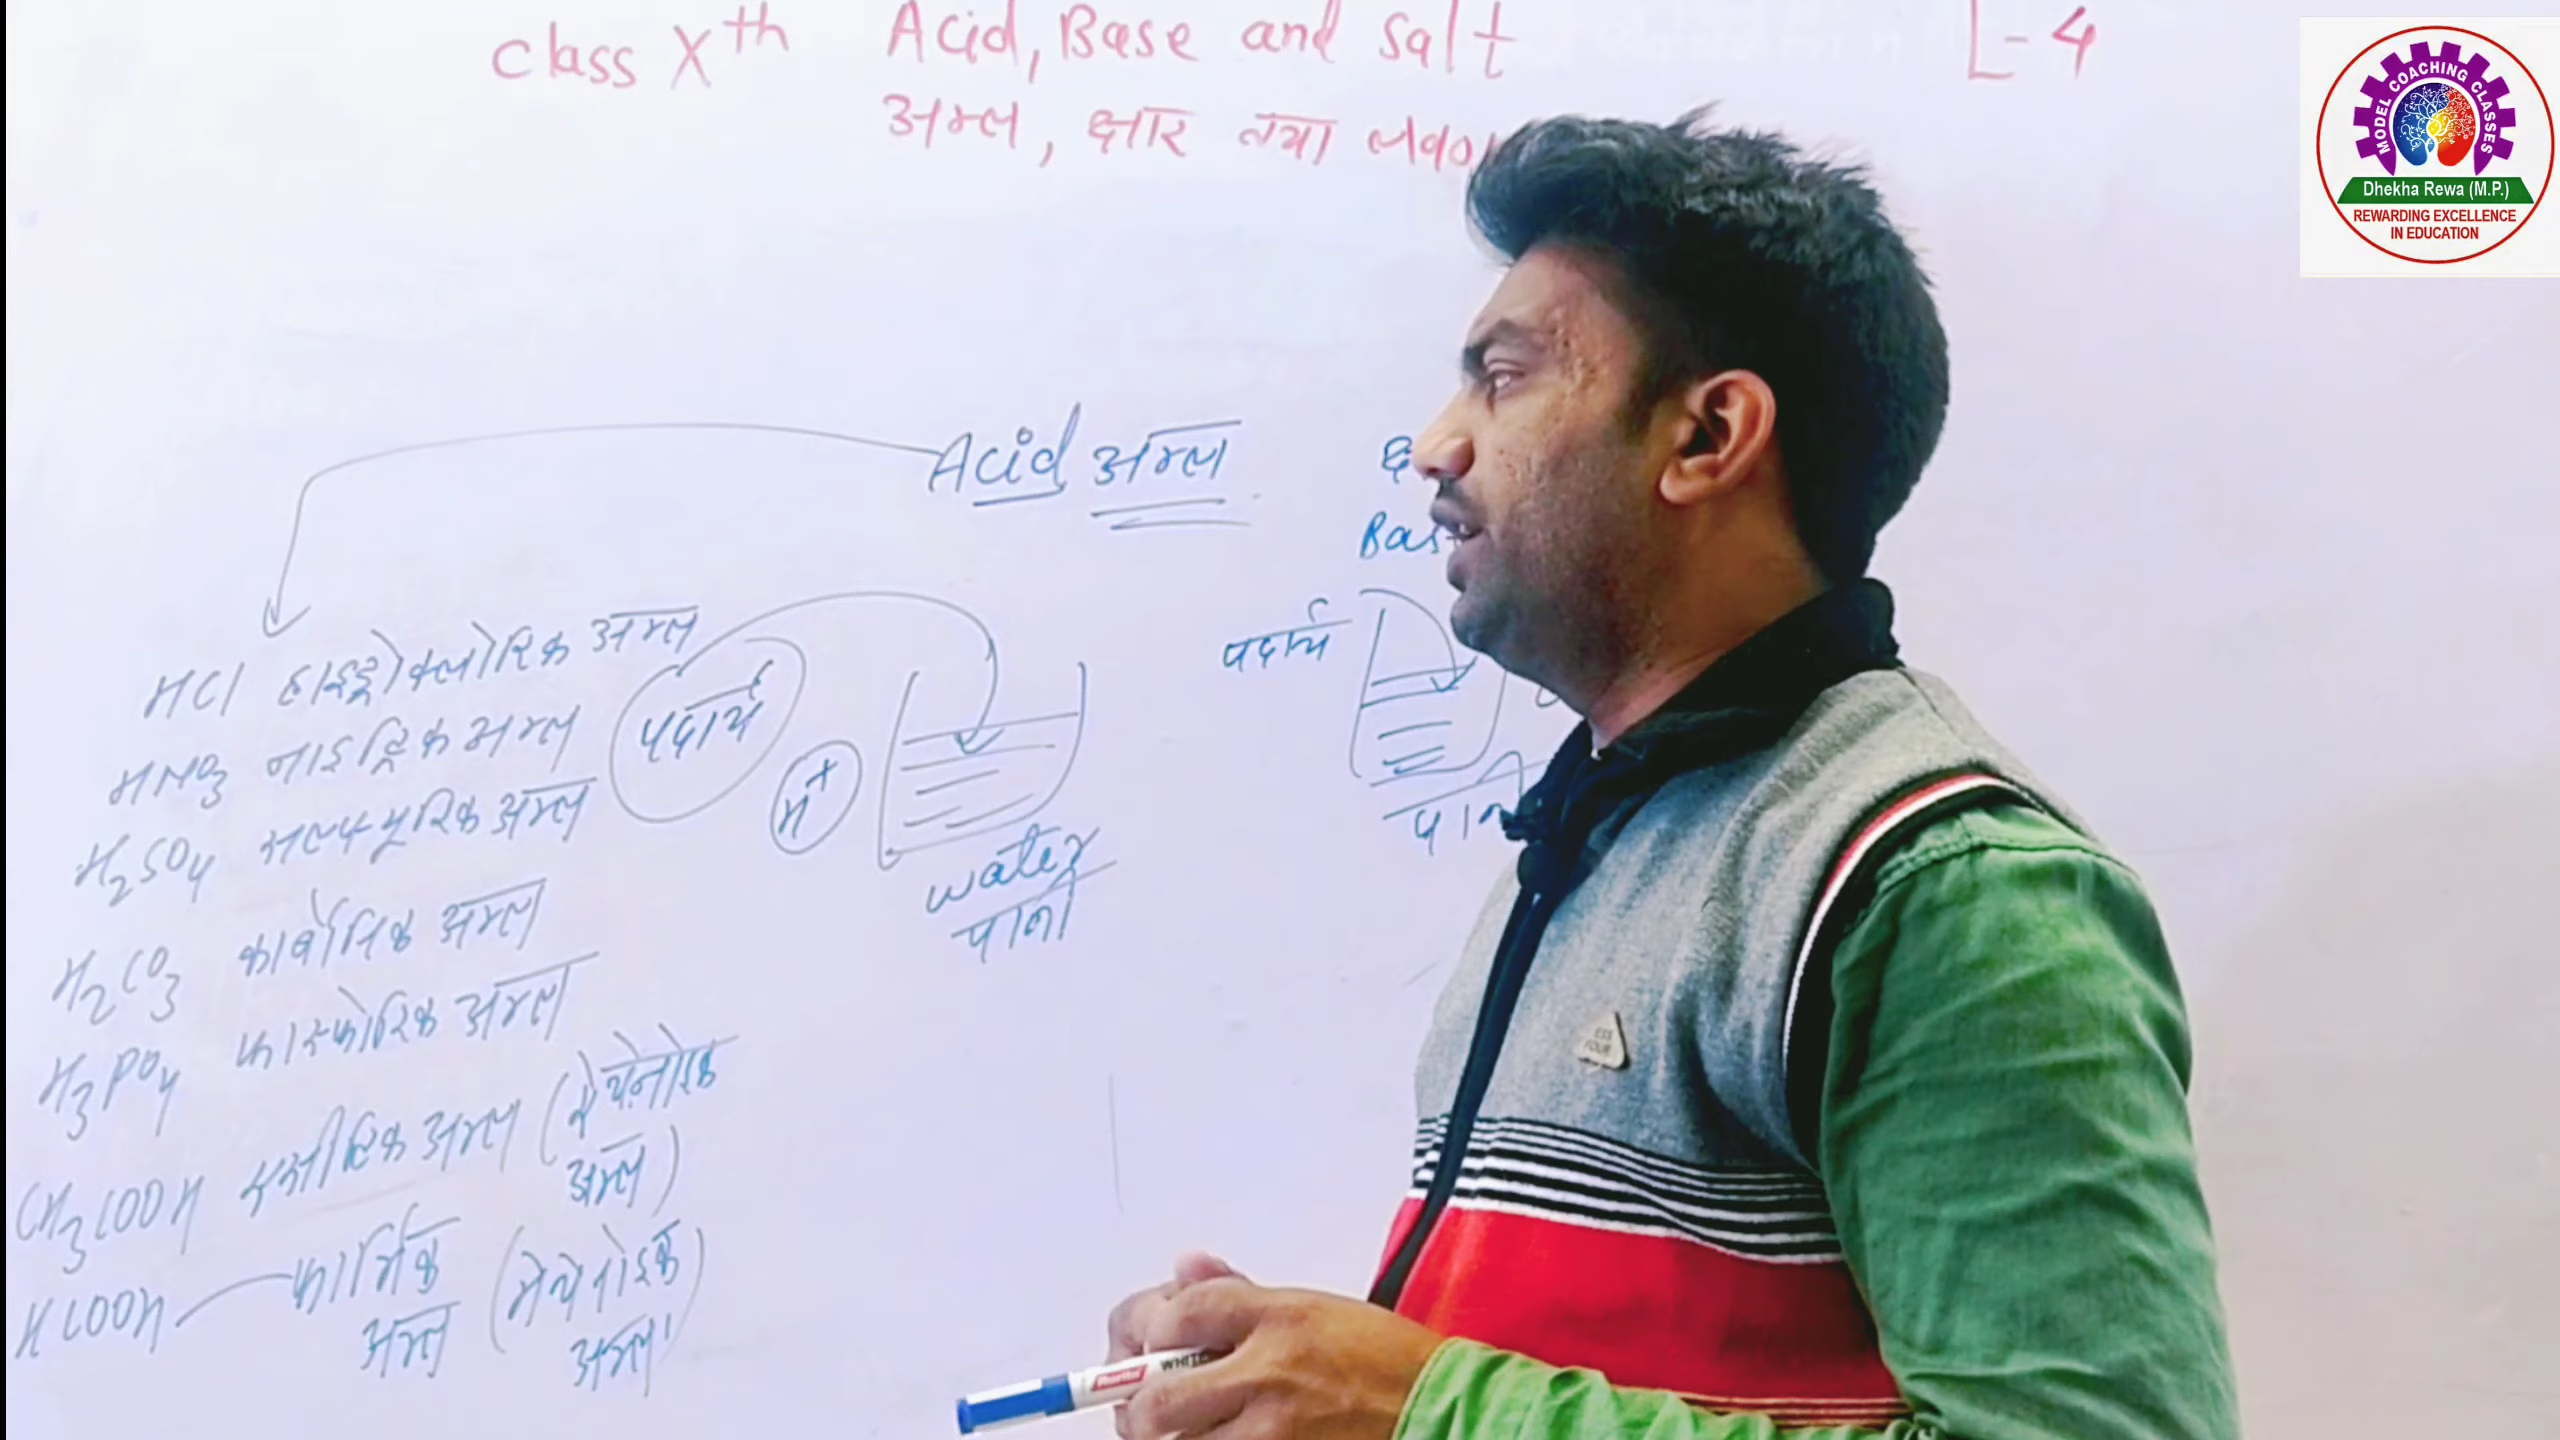 class Xth Acid, Base and Salt L-4
अम्ल, क्षार तथा लवण
MODEL COACHING CLASSES
Dhekha Rewa (M.P.)
REWARDING EXCELLENCE
IN EDUCATION
Acid अम्ल
HCl हाइड्रोक्लोरिक अम्ल
HNO3 नाइट्रिक अम्ल
H2SO4 सल्फ्यूरिक अम्ल
H2CO3 कार्बोनिक अम्ल
H3PO4 फास्फोरिक अम्ल
CH3COOH एसीटिक अम्ल (मेथेनोइक
अम्ल)
HCOOH फार्मिक
अम्ल (मेथेनोइक
अम्ल)
पदार्थ
H+
water
पानी
Bas
पदार्थ
WHITE